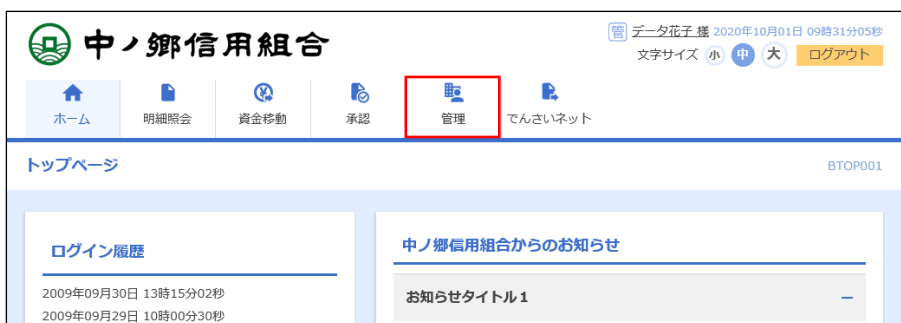 中ノ郷信用組合
管 データ花子 様 2020年10月01日 09時31分05秒
文字サイズ 小 中 大 ログアウト
ホーム 明細照会 資金移動 承認 管理 でんさいネット
トップページ BTOP001
ログイン履歴
2009年09月30日 13時15分02秒
2009年09月29日 10時00分30秒
中ノ郷信用組合からのお知らせ
お知らせタイトル1